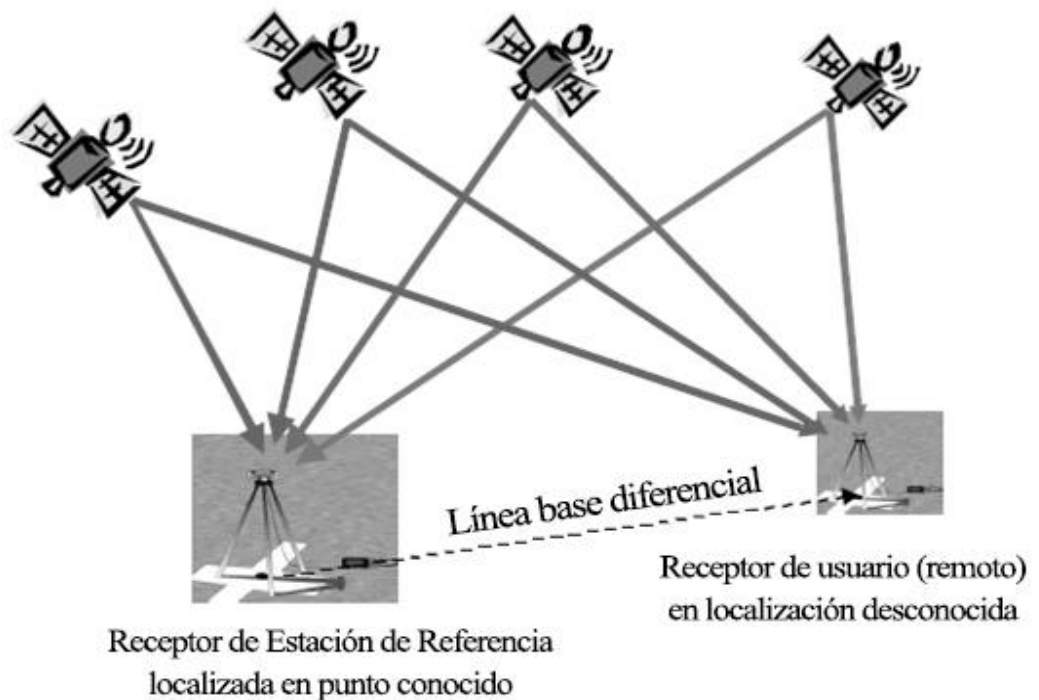 Línea base diferencial
Receptor de usuario (remoto)
en localización desconocida
Receptor de Estación de Referencia
localizada en punto conocido